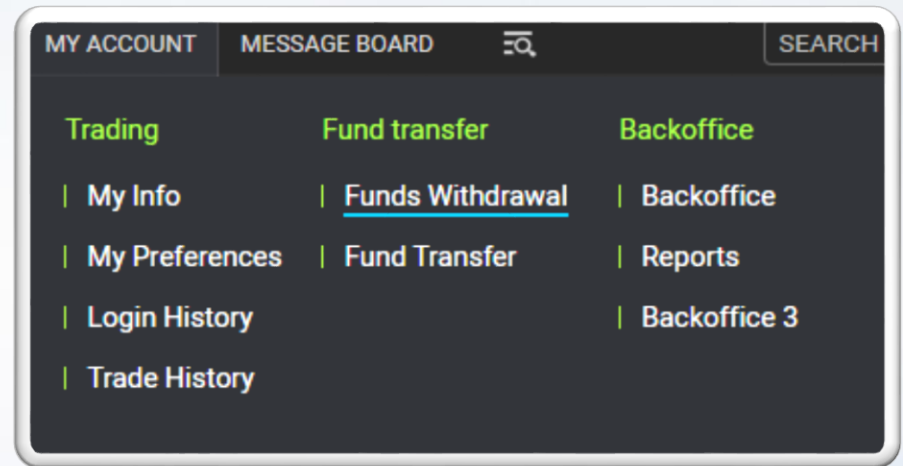 MY ACCOUNT MESSAGE BOARD SEARCH
Trading Fund transfer Backoffice
My Info Funds Withdrawal Backoffice
My Preferences Fund Transfer Reports
Login History Backoffice 3
Trade History